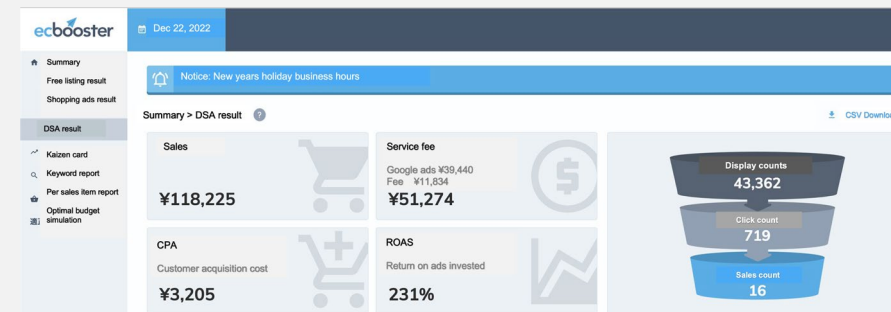 ecbooster
Dec 22, 2022
Summary
Free listing result
Shopping ads result
DSA result
Kaizen card
Keyword report
Per sales item report
Optimal budget
simulation
Notice: New years holiday business hours
Summary > DSA result ?
CSV Downloa
Sales
¥118,225
Service fee
Google ads ¥39,440
Fee ¥11,834
¥51,274
CPA
Customer acquisition cost
¥3,205
ROAS
Return on ads invested
231%
Display counts
43,362
Click count
719
Sales count
16